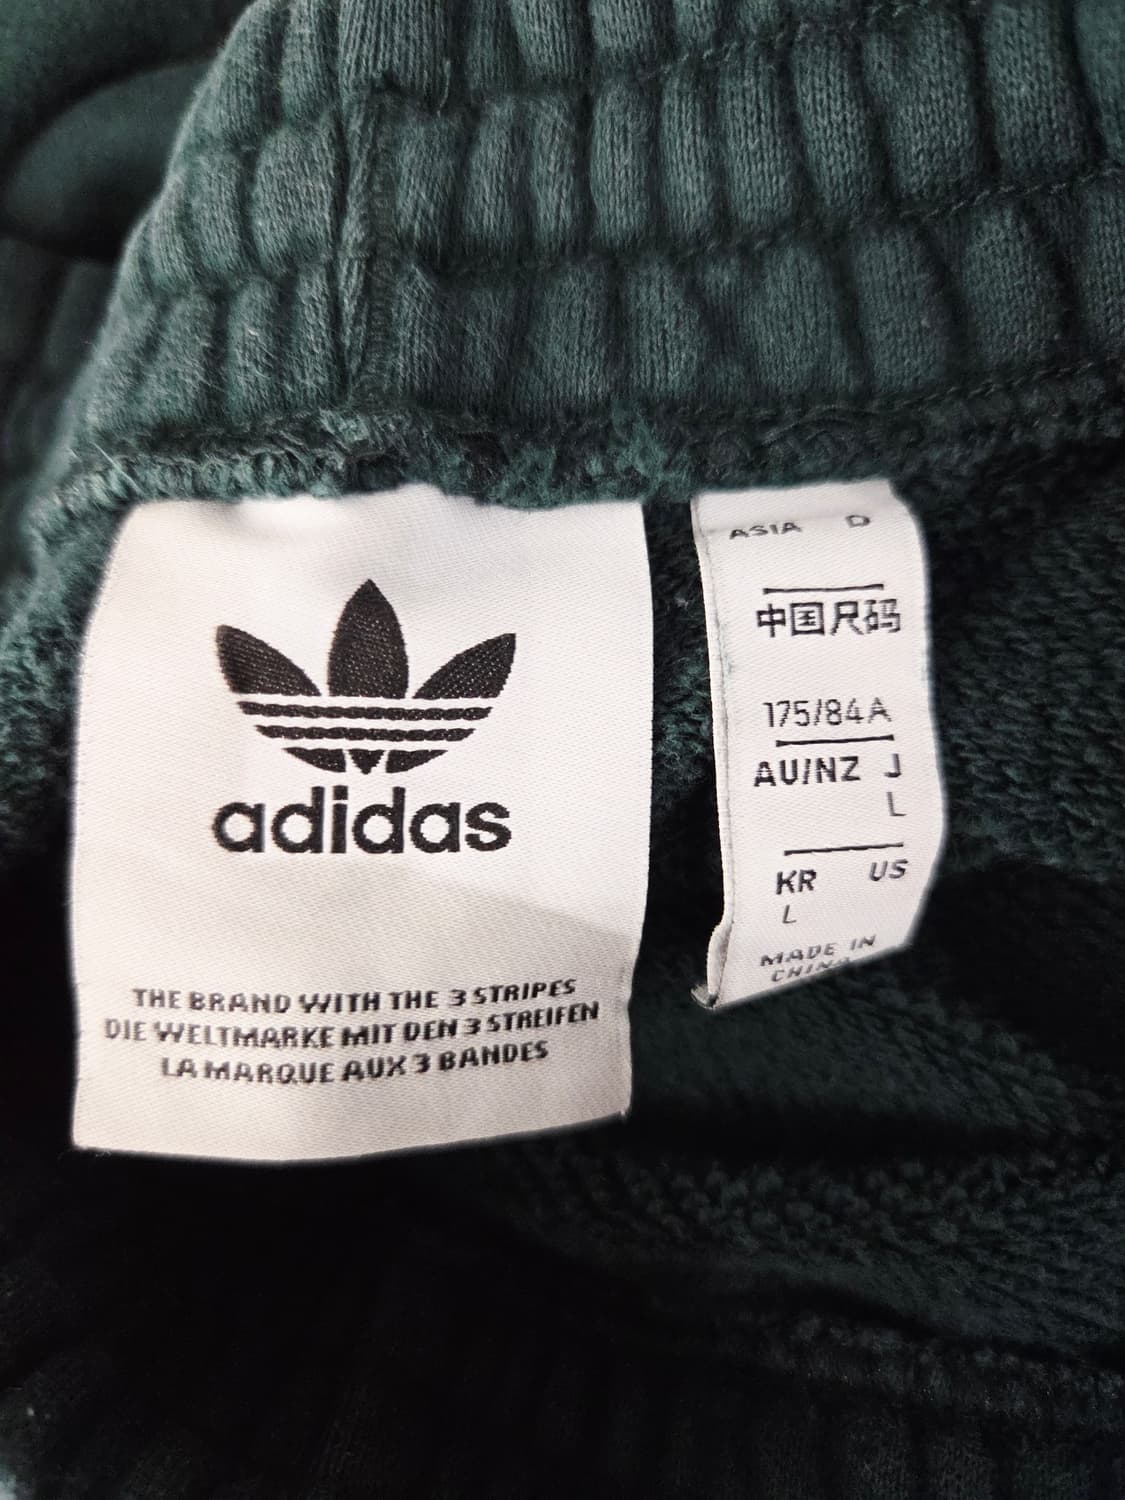 adidas
THE BRAND WITH THE 3 STRIPES
DIE WELTMARKE MIT DEN 3 STREIFEN
LA MARQUE AUX 3 BANDES
ASIA D
中国尺码
175/84A
AU/NZ J
L
KR US
L
MADE IN
CHINA